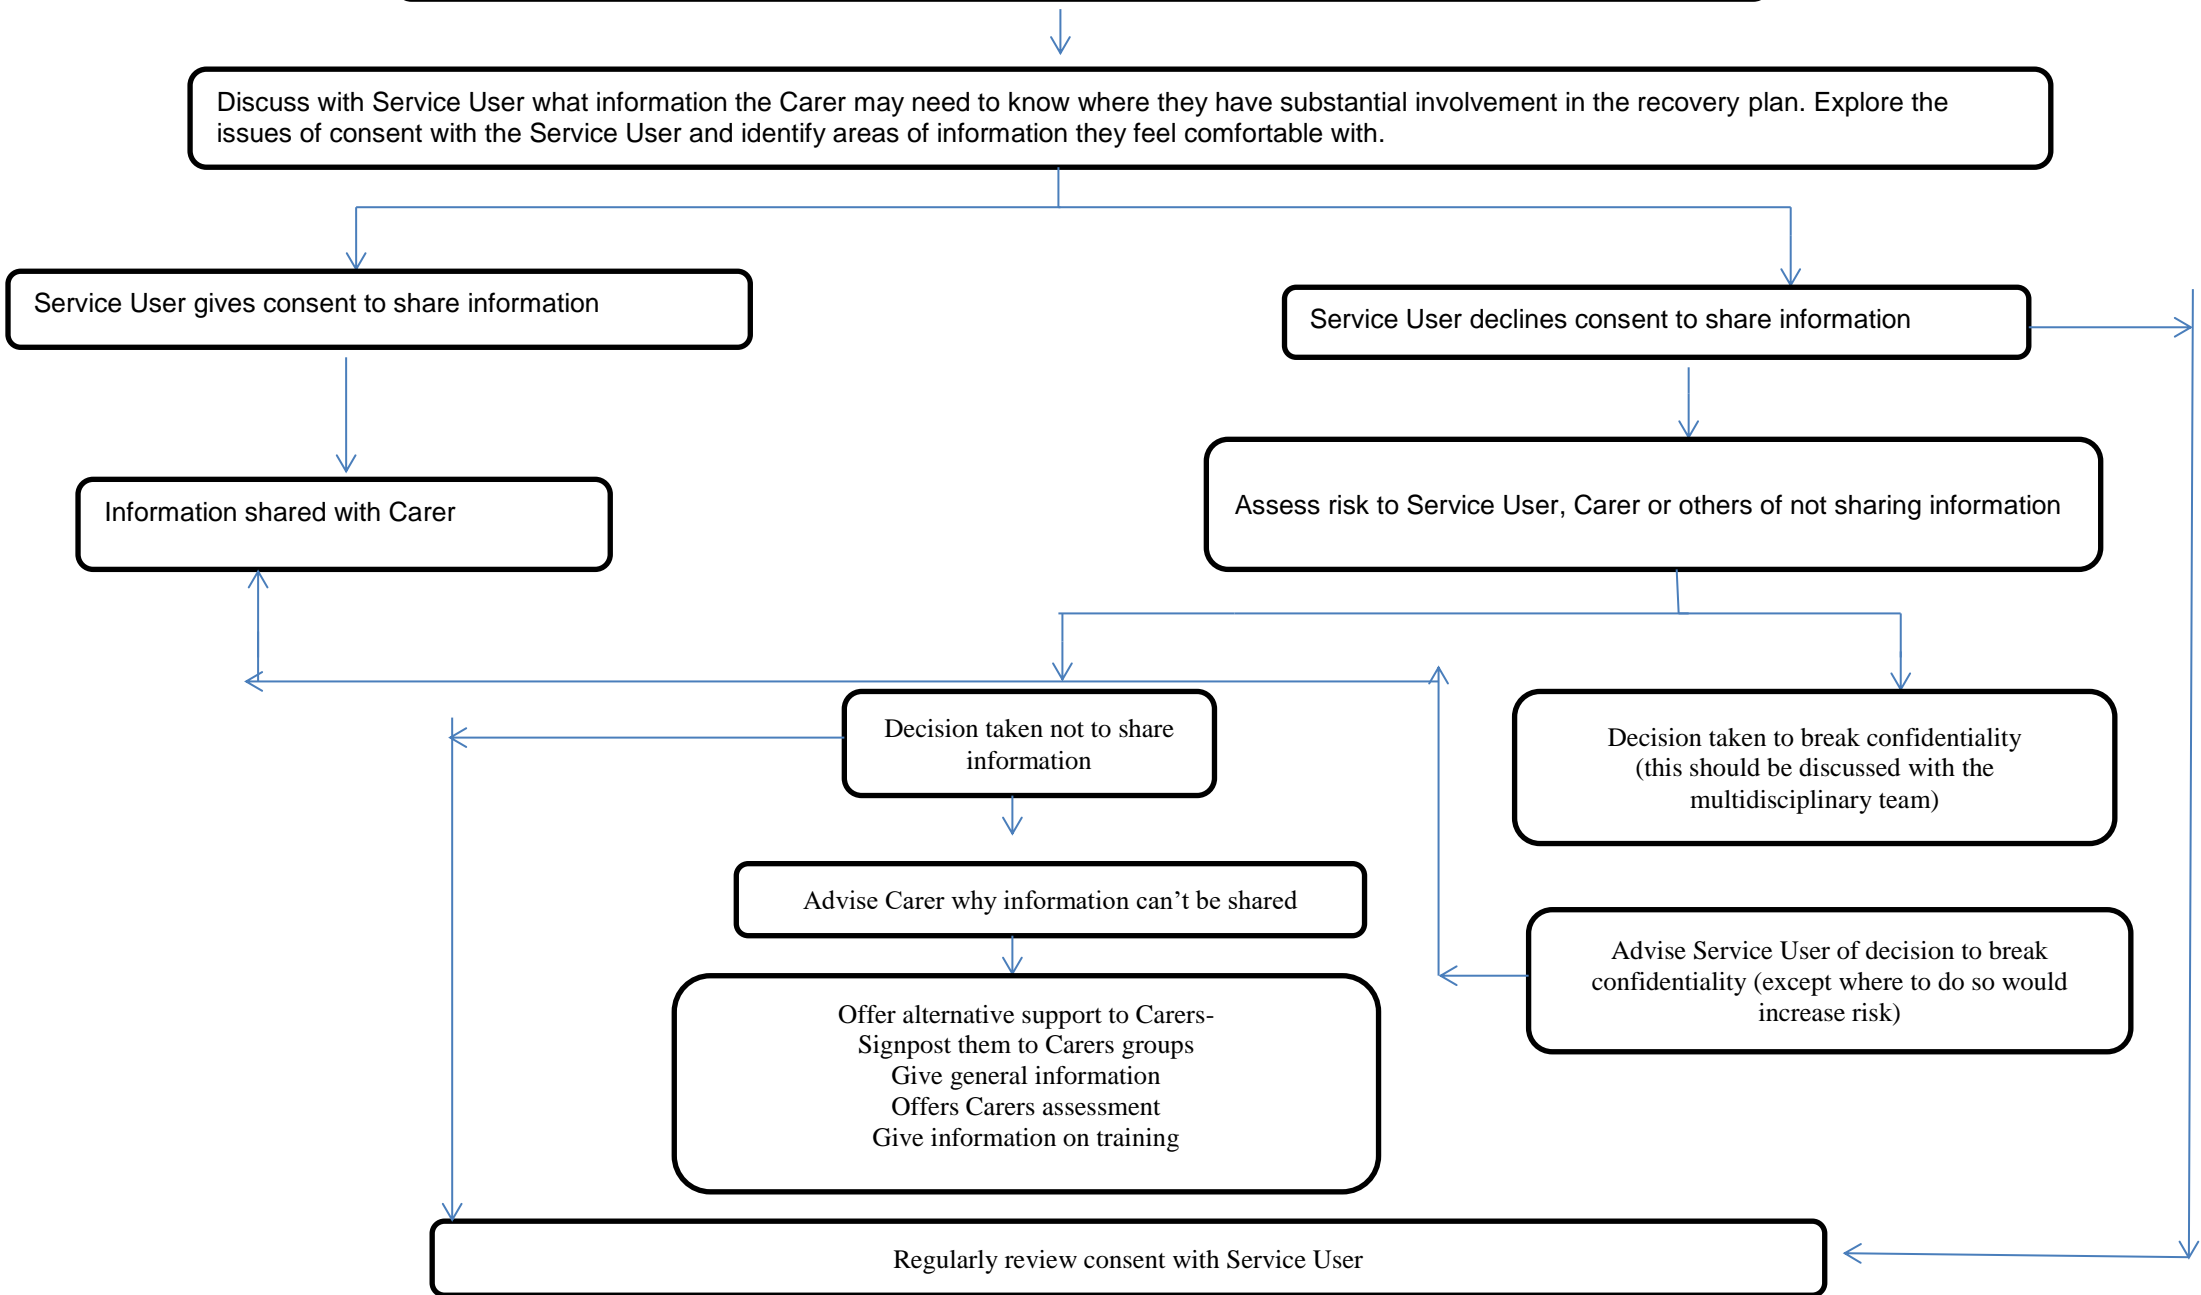 Discuss with Service User what information the Carer may need to know where they have substantial involvement in the recovery plan. Explore the
issues of consent with the Service User and identify areas of information they feel comfortable with.
Service User gives consent to share information
Service User declines consent to share information
Information shared with Carer
Assess risk to Service User, Carer or others of not sharing information
Decision taken not to share
information
Decision taken to break confidentiality
(this should be discussed with the
multidisciplinary team)
Advise Carer why information can’t be shared
Advise Service User of decision to break
confidentiality (except where to do so would
increase risk)
Offer alternative support to Carers-
Signpost them to Carers groups
Give general information
Offers Carers assessment
Give information on training
Regularly review consent with Service User